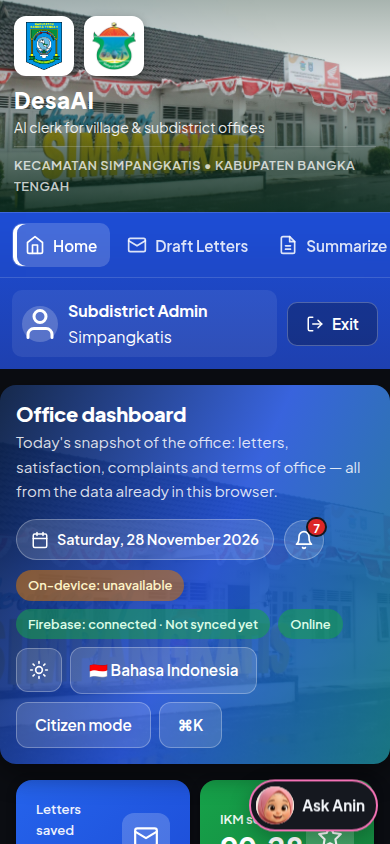 DesaAI
AI clerk for village & subdistrict offices
KECAMATAN SIMPANGKATIS • KABUPATEN BANGKA
TENGAH
Home
Draft Letters
Summarize
Subdistrict Admin
Simpangkatis
Exit
Office dashboard
Today's snapshot of the office: letters,
satisfaction, complaints and terms of office — all
from the data already in this browser.
Saturday, 28 November 2026
7
On-device: unavailable
Firebase: connected · Not synced yet
Online
Bahasa Indonesia
Citizen mode
⌘K
Letters
saved
IKM
Ask Anin